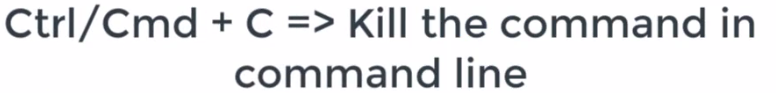 Ctrl/Cmd + C => Kill the command in
command line